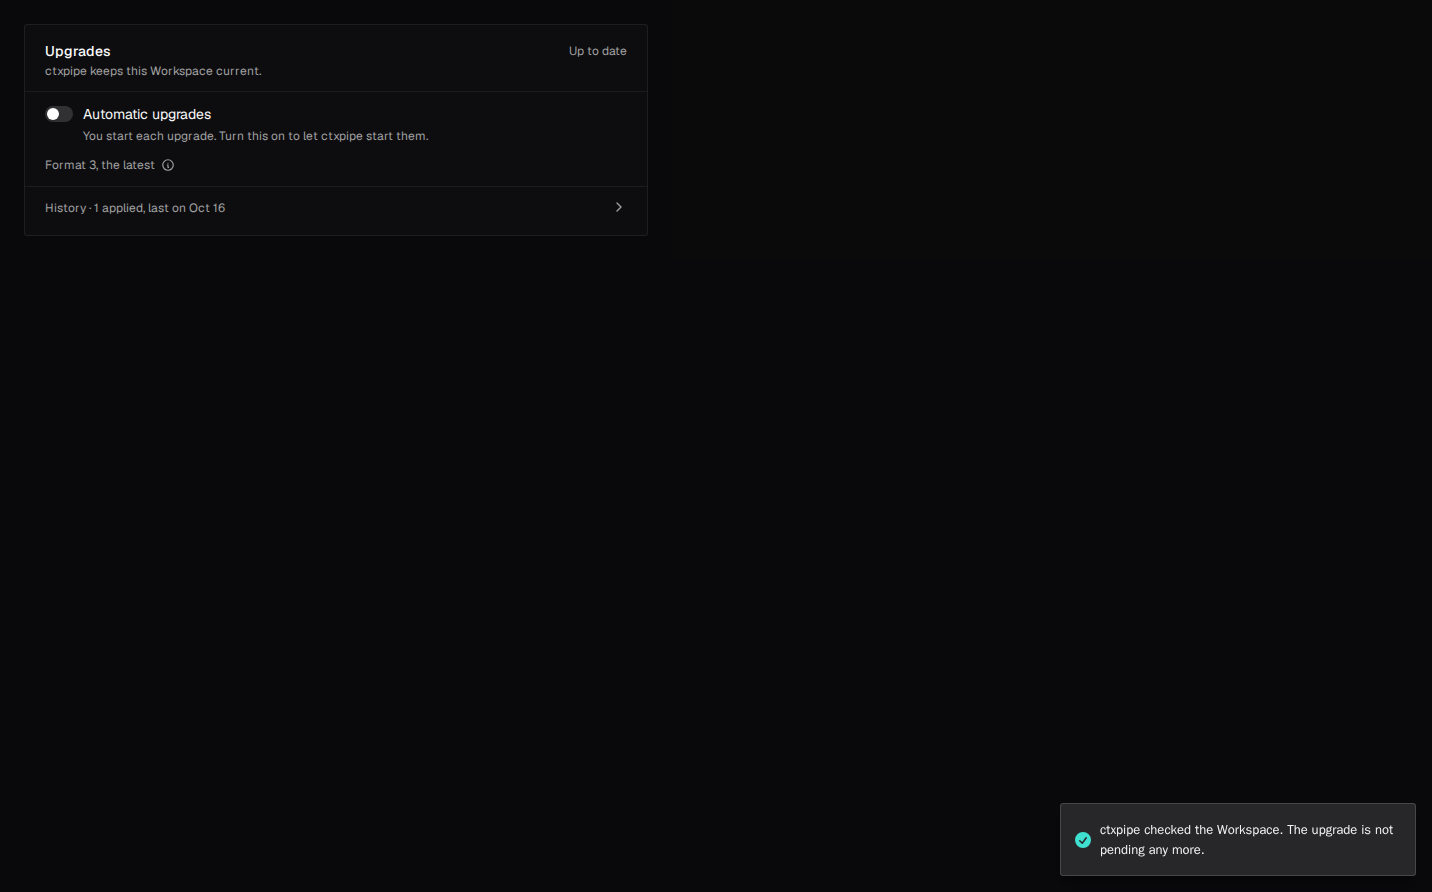 Upgrades
Up to date
ctxpipe keeps this Workspace current.
Automatic upgrades
You start each upgrade. Turn this on to let ctxpipe start them.
Format 3, the latest
History · 1 applied, last on Oct 16
ctxpipe checked the Workspace. The upgrade is not
pending any more.